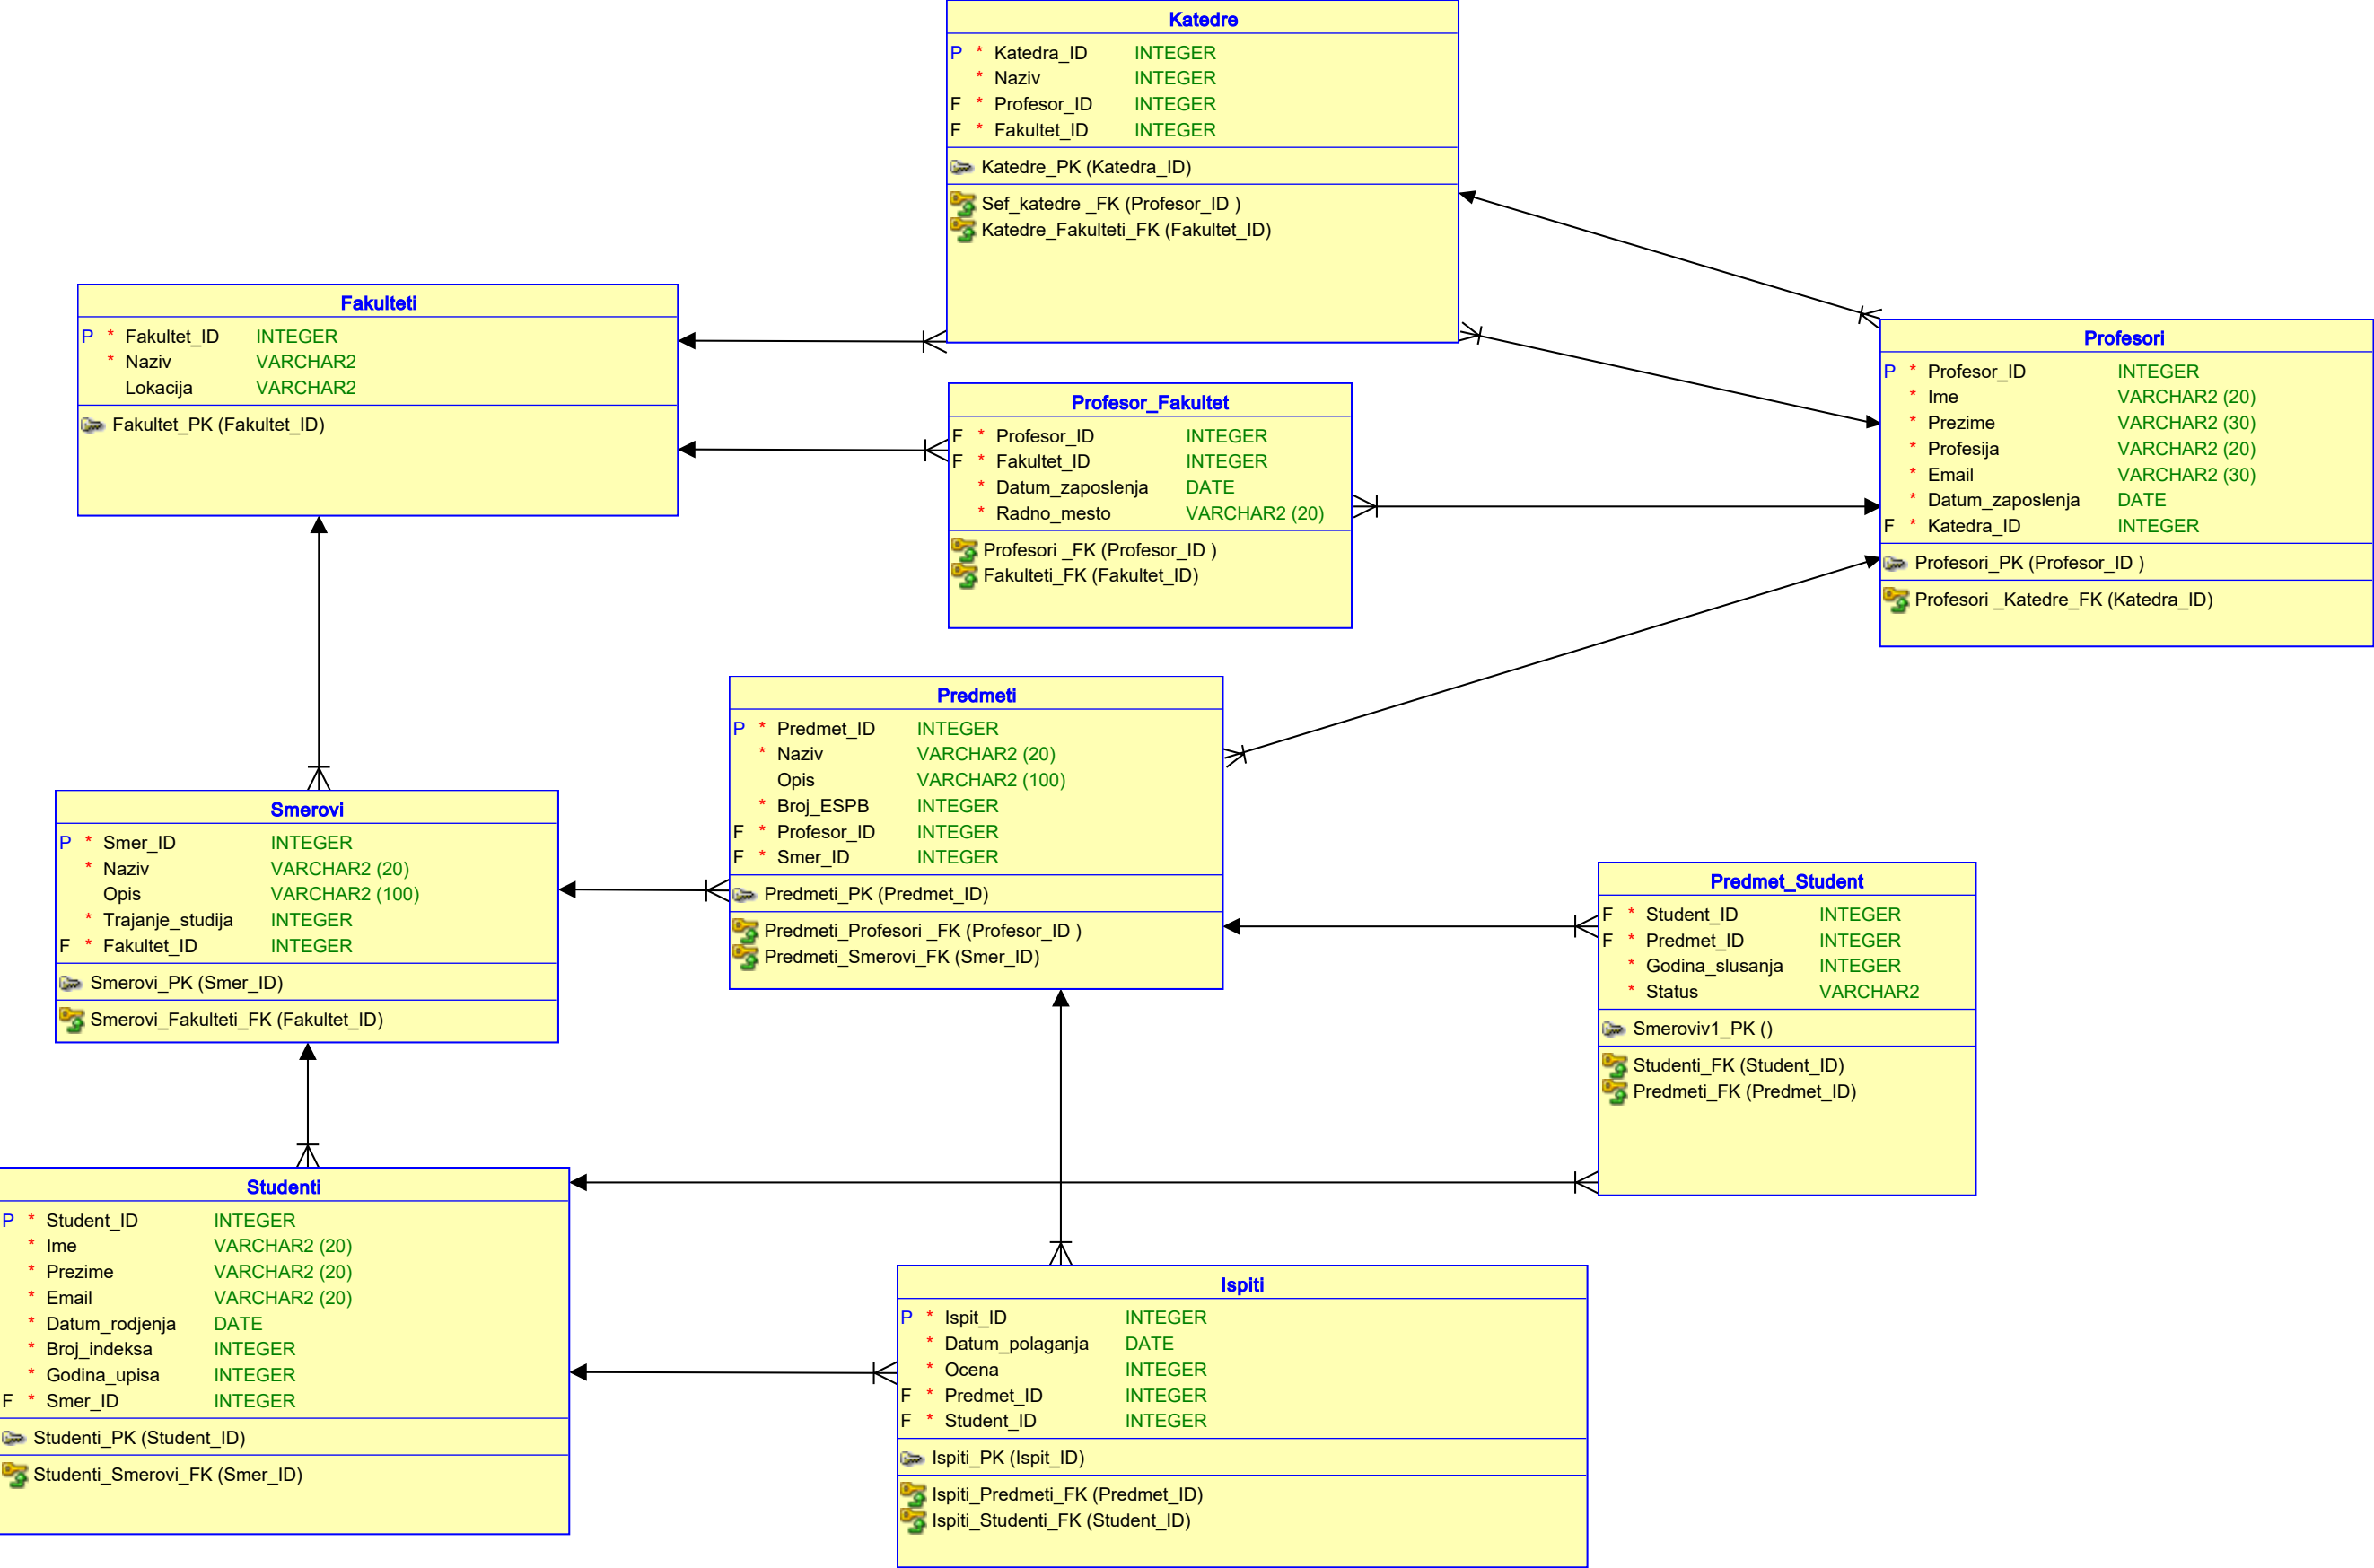 Katedre
P * Katedra_ID INTEGER
* Naziv INTEGER
F * Profesor_ID INTEGER
F * Fakultet_ID INTEGER
Katedre_PK (Katedra_ID)
Sef_katedre _FK (Profesor_ID )
Katedre_Fakulteti_FK (Fakultet_ID)
Fakulteti
P * Fakultet_ID INTEGER
* Naziv VARCHAR2
Lokacija VARCHAR2
Fakultet_PK (Fakultet_ID)
Profesori
P * Profesor_ID INTEGER
* Ime VARCHAR2 (20)
* Prezime VARCHAR2 (30)
* Profesija VARCHAR2 (20)
* Email VARCHAR2 (30)
* Datum_zaposlenja DATE
F * Katedra_ID INTEGER
Profesori_PK (Profesor_ID )
Profesori _Katedre_FK (Katedra_ID)
Profesor_Fakultet
F * Profesor_ID INTEGER
F * Fakultet_ID INTEGER
* Datum_zaposlenja DATE
* Radno_mesto VARCHAR2 (20)
Profesori _FK (Profesor_ID )
Fakulteti_FK (Fakultet_ID)
Predmeti
P * Predmet_ID INTEGER
* Naziv VARCHAR2 (20)
Opis VARCHAR2 (100)
* Broj_ESPB INTEGER
F * Profesor_ID INTEGER
F * Smer_ID INTEGER
Predmeti_PK (Predmet_ID)
Predmeti_Profesori _FK (Profesor_ID )
Predmeti_Smerovi_FK (Smer_ID)
Smerovi
P * Smer_ID INTEGER
* Naziv VARCHAR2 (20)
Opis VARCHAR2 (100)
* Trajanje_studija INTEGER
F * Fakultet_ID INTEGER
Smerovi_PK (Smer_ID)
Smerovi_Fakulteti_FK (Fakultet_ID)
Predmet_Student
F * Student_ID INTEGER
F * Predmet_ID INTEGER
* Godina_slusanja INTEGER
* Status VARCHAR2
Smeroviv1_PK ()
Studenti_FK (Student_ID)
Predmeti_FK (Predmet_ID)
Studenti
P * Student_ID INTEGER
* Ime VARCHAR2 (20)
* Prezime VARCHAR2 (20)
* Email VARCHAR2 (20)
* Datum_rodjenja DATE
* Broj_indeksa INTEGER
* Godina_upisa INTEGER
F * Smer_ID INTEGER
Studenti_PK (Student_ID)
Studenti_Smerovi_FK (Smer_ID)
Ispiti
P * Ispit_ID INTEGER
* Datum_polaganja DATE
* Ocena INTEGER
F * Predmet_ID INTEGER
F * Student_ID INTEGER
Ispiti_PK (Ispit_ID)
Ispiti_Predmeti_FK (Predmet_ID)
Ispiti_Studenti_FK (Student_ID)